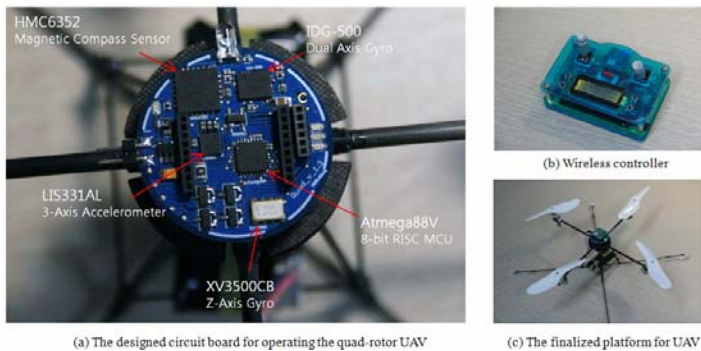 HMC6352
Magnetic Compass Sensor
IDG-500
Dual Axis Gyro
LIS331AL
3-Axis Accelerometer
Atmega88V
8-bit RISC MCU
XV3500CB
Z-Axis Gyro
(a) The designed circuit board for operating the quad-rotor UAV
(b) Wireless controller
(c) The finalized platform for UAV